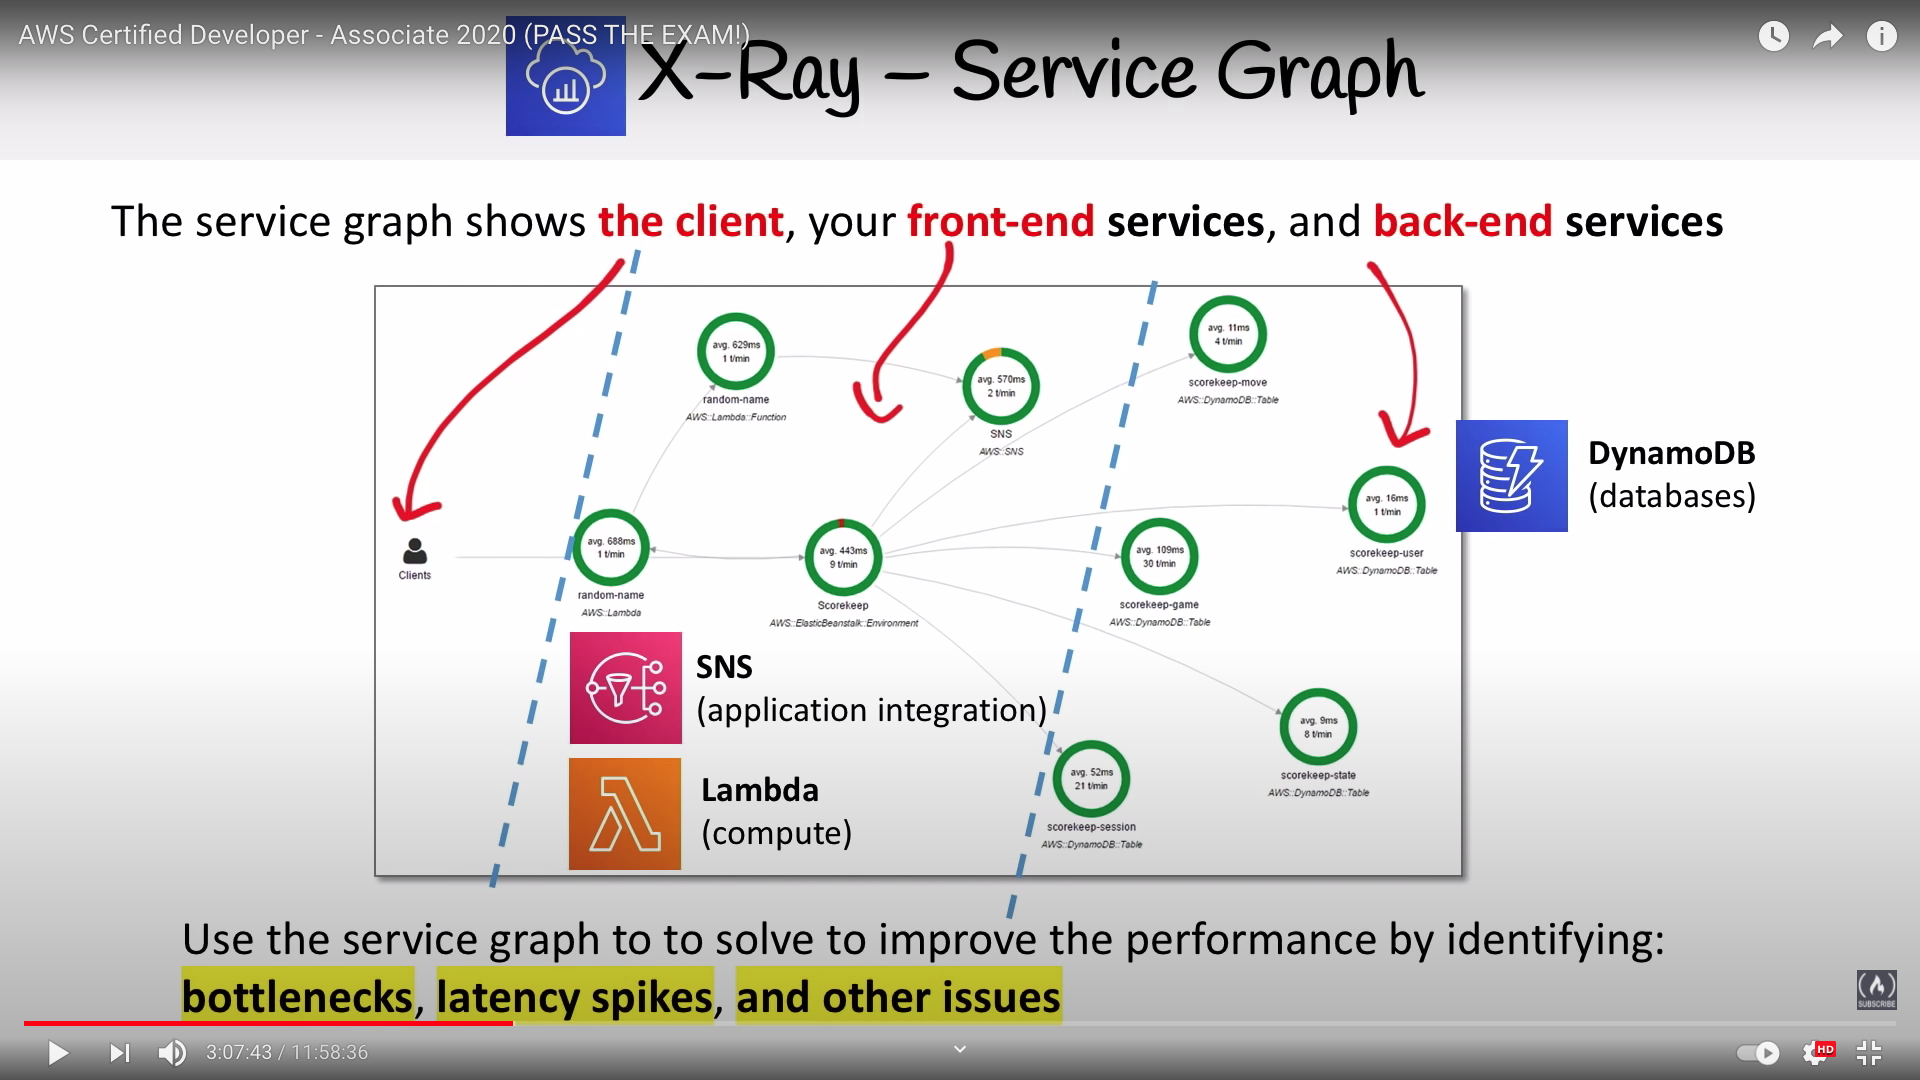 AWS Certified Developer - Associate 2020 (PASS THE EXAM!)
X-Ray – Service Graph
The service graph shows the client, your front-end services, and back-end services
avg. 629ms
1 t/min
random-name
AWS::Lambda::Function
avg. 570ms
2 t/min
SNS
AWS::SNS
avg. 11ms
4 t/min
scorekeep-move
AWS::DynamoDB::Table
avg. 16ms
1 t/min
scorekeep-user
AWS::DynamoDB::Table
DynamoDB
(databases)
Clients
avg. 688ms
1 t/min
random-name
AWS::Lambda
avg. 443ms
9 t/min
Scorekeep
AWS::ElasticBeanstalk::Environment
avg. 109ms
30 t/min
scorekeep-game
AWS::DynamoDB::Table
SNS
(application integration)
Lambda
(compute)
avg. 52ms
21 t/min
scorekeep-session
AWS::DynamoDB::Table
avg. 9ms
8 t/min
scorekeep-state
AWS::DynamoDB::Table
Use the service graph to to solve to improve the performance by identifying:
bottlenecks, latency spikes, and other issues
SUBSCRIBE
3:07:43 / 11:58:36
HD